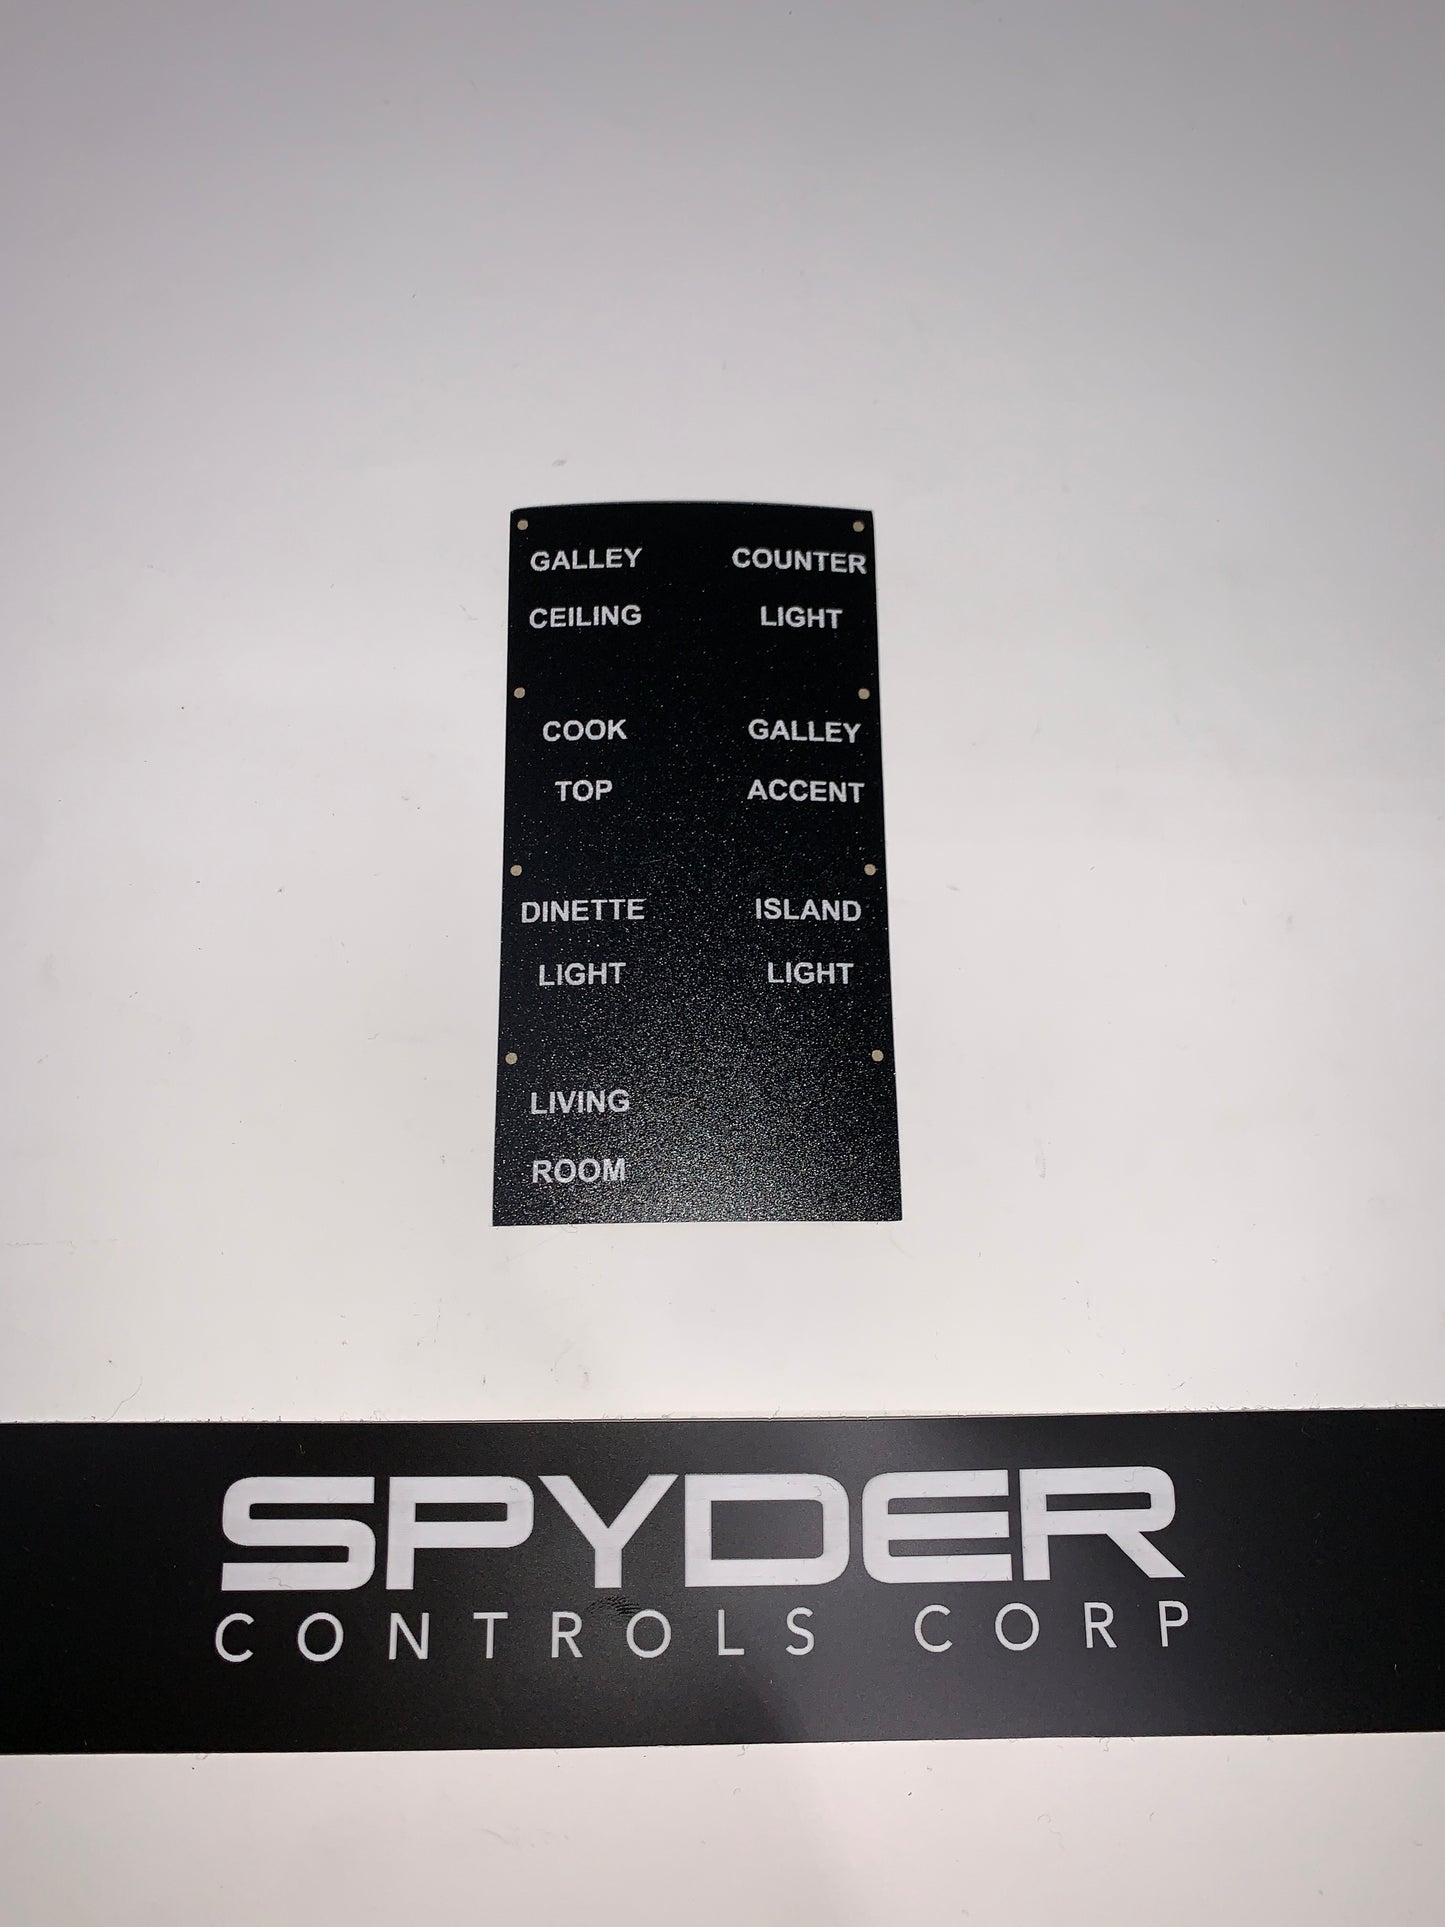 GALLEY COUNTER
CEILING LIGHT
COOK GALLEY
TOP ACCENT
DINETTE ISLAND
LIGHT LIGHT
LIVING
ROOM
SPYDER
CONTROLS CORP